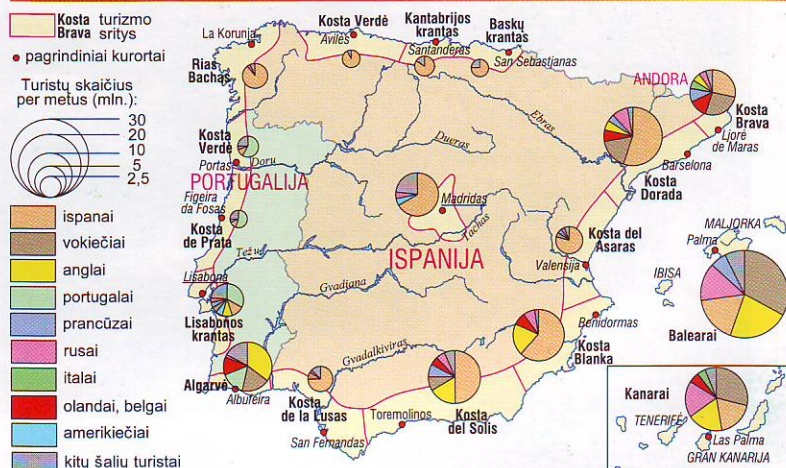 Kosta Brava turizmo sritys
pagrindiniai kurortai
Turistų skaičius
per metus (mln.):
30
20
10
5
2,5
ispanai
vokiečiai
anglai
portugalai
prancūzai
rusai
italai
olandai, belgai
amerikiečiai
kitų šalių turistai
La Korunja
Kosta Verdė
Aviles
Kantabrijos
krantas
Santanderas
Baskų
krantas
San Sebastjanas
Rias
Bachas
ANDORA
Kosta
Brava
Ljorė
de Maras
Barselona
Ebras
Kosta
Dorada
Kosta
Verdė
Portas
Doru
Dueras
PORTUGALIJA
Figeira
da Fosas
Kosta
de Prata
Madridas
Tachas
Kosta del
Asaras
Valensija
MALJORKA
Palma
IBISA
Balearai
Težu
ISPANIJA
Lisabona
Lisabonos
krantas
Gvadiana
Benidormas
Kosta
Blanka
Gvadalkiviras
Algarvė
Albufeira
Kosta
de la Lusas
San Fernandas
Toremolinos
Kosta
del Solis
Kanarai
TENERIFĖ
Las Palma
GRAN KANARIJA